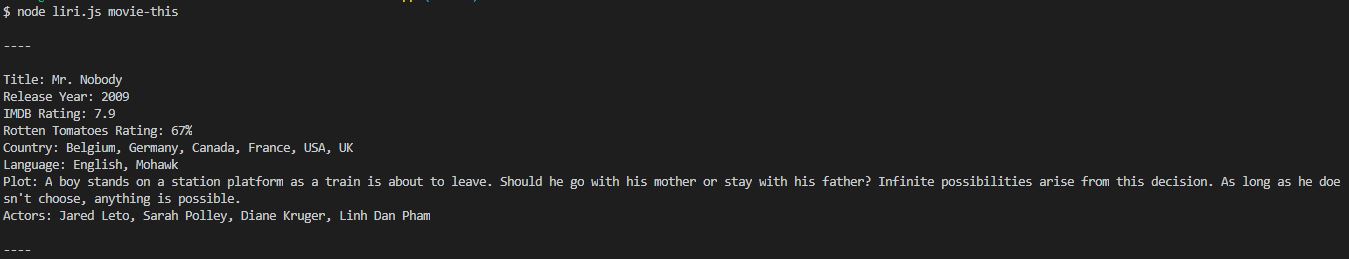 $ node liri.js movie-this
----
Title: Mr. Nobody
Release Year: 2009
IMDB Rating: 7.9
Rotten Tomatoes Rating: 67%
Country: Belgium, Germany, Canada, France, USA, UK
Language: English, Mohawk
Plot: A boy stands on a station platform as a train is about to leave. Should he go with his mother or stay with his father? Infinite possibilities arise from this decision. As long as he doe
sn't choose, anything is possible.
Actors: Jared Leto, Sarah Polley, Diane Kruger, Linh Dan Pham
----